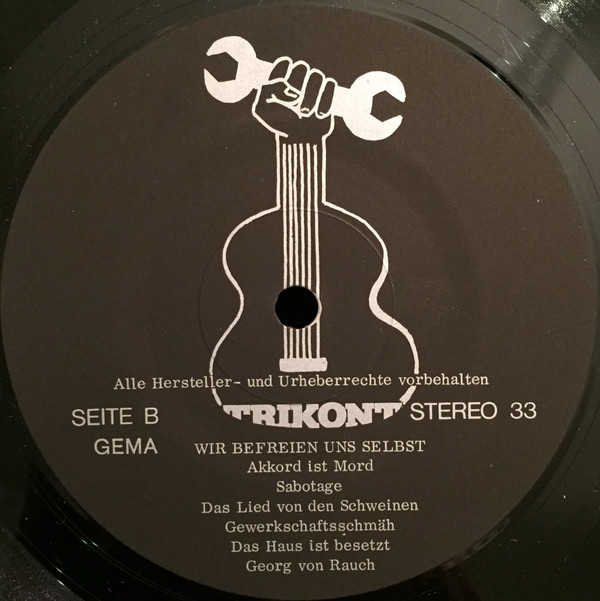 Alle Hersteller- und Urheberrechte vorbehalten
SEITE B TRIKONT STEREO 33
GEMA WIR BEFREIEN UNS SELBST
Akkord ist Mord
Sabotage
Das Lied von den Schweinen
Gewerkschaftsschmäh
Das Haus ist besetzt
Georg von Rauch